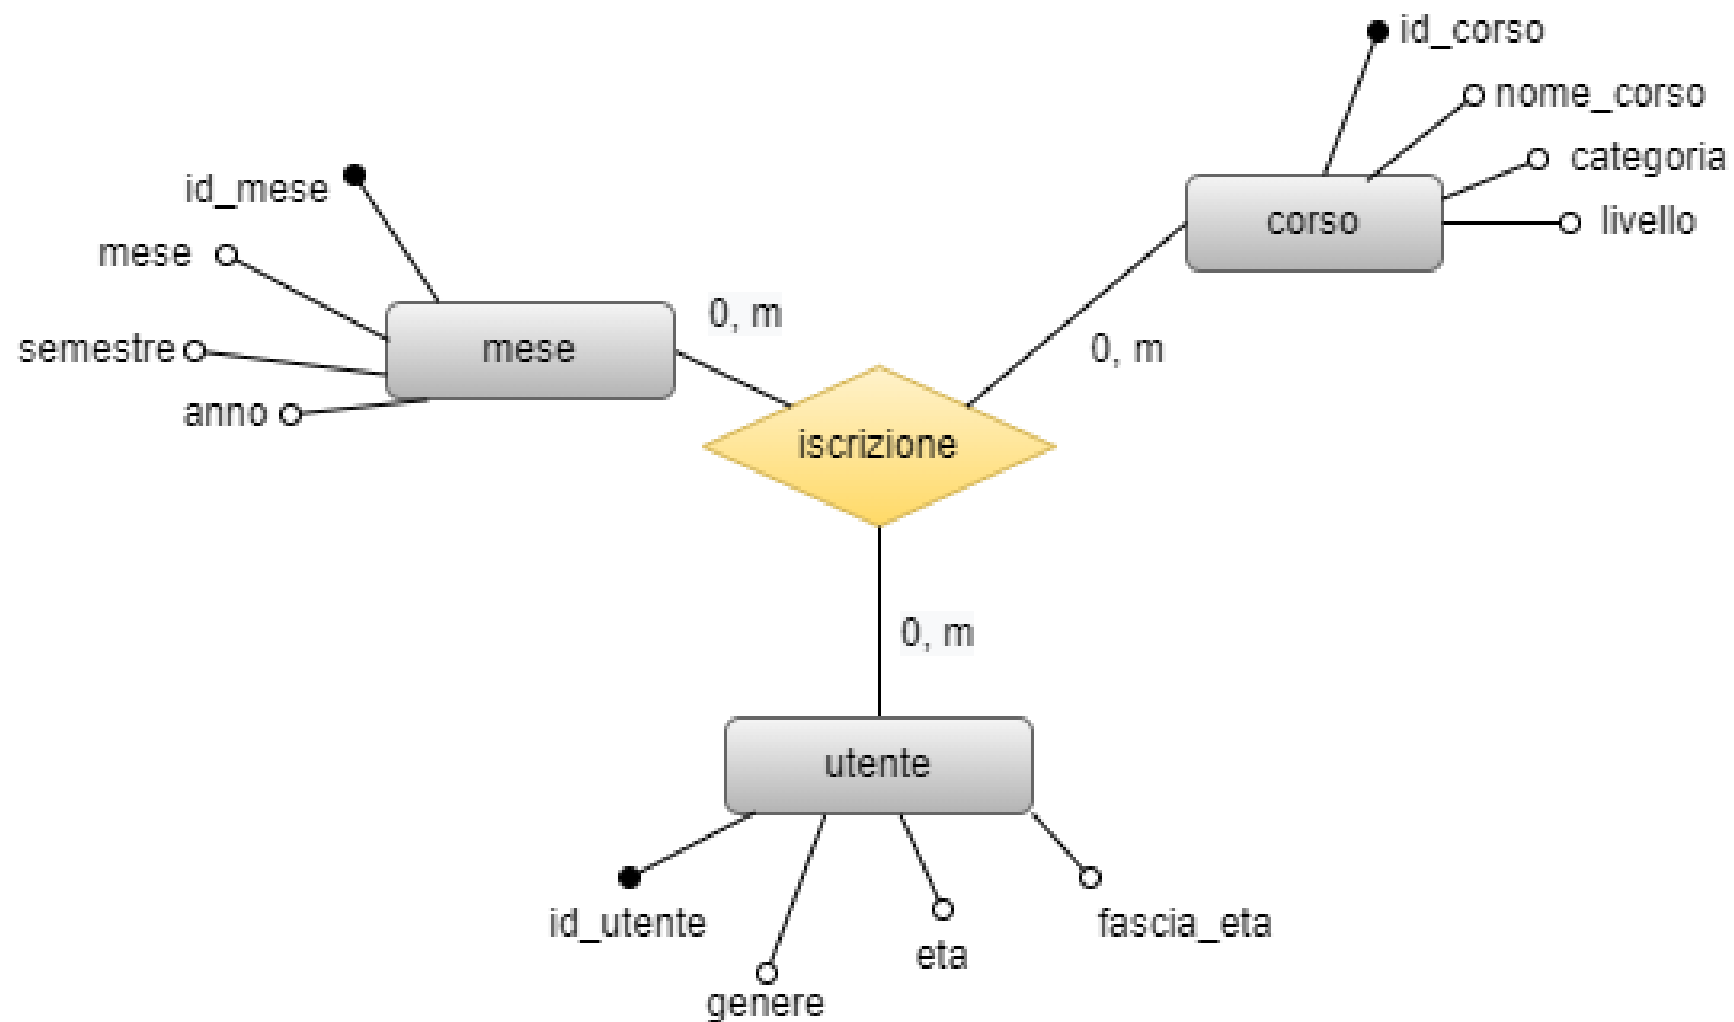 id_corso
nome_corso
categoria
livello
corso
id_mese
mese
semestre
anno
mese
0, m
0, m
iscrizione
0, m
utente
id_utente
genere
eta
fascia_eta